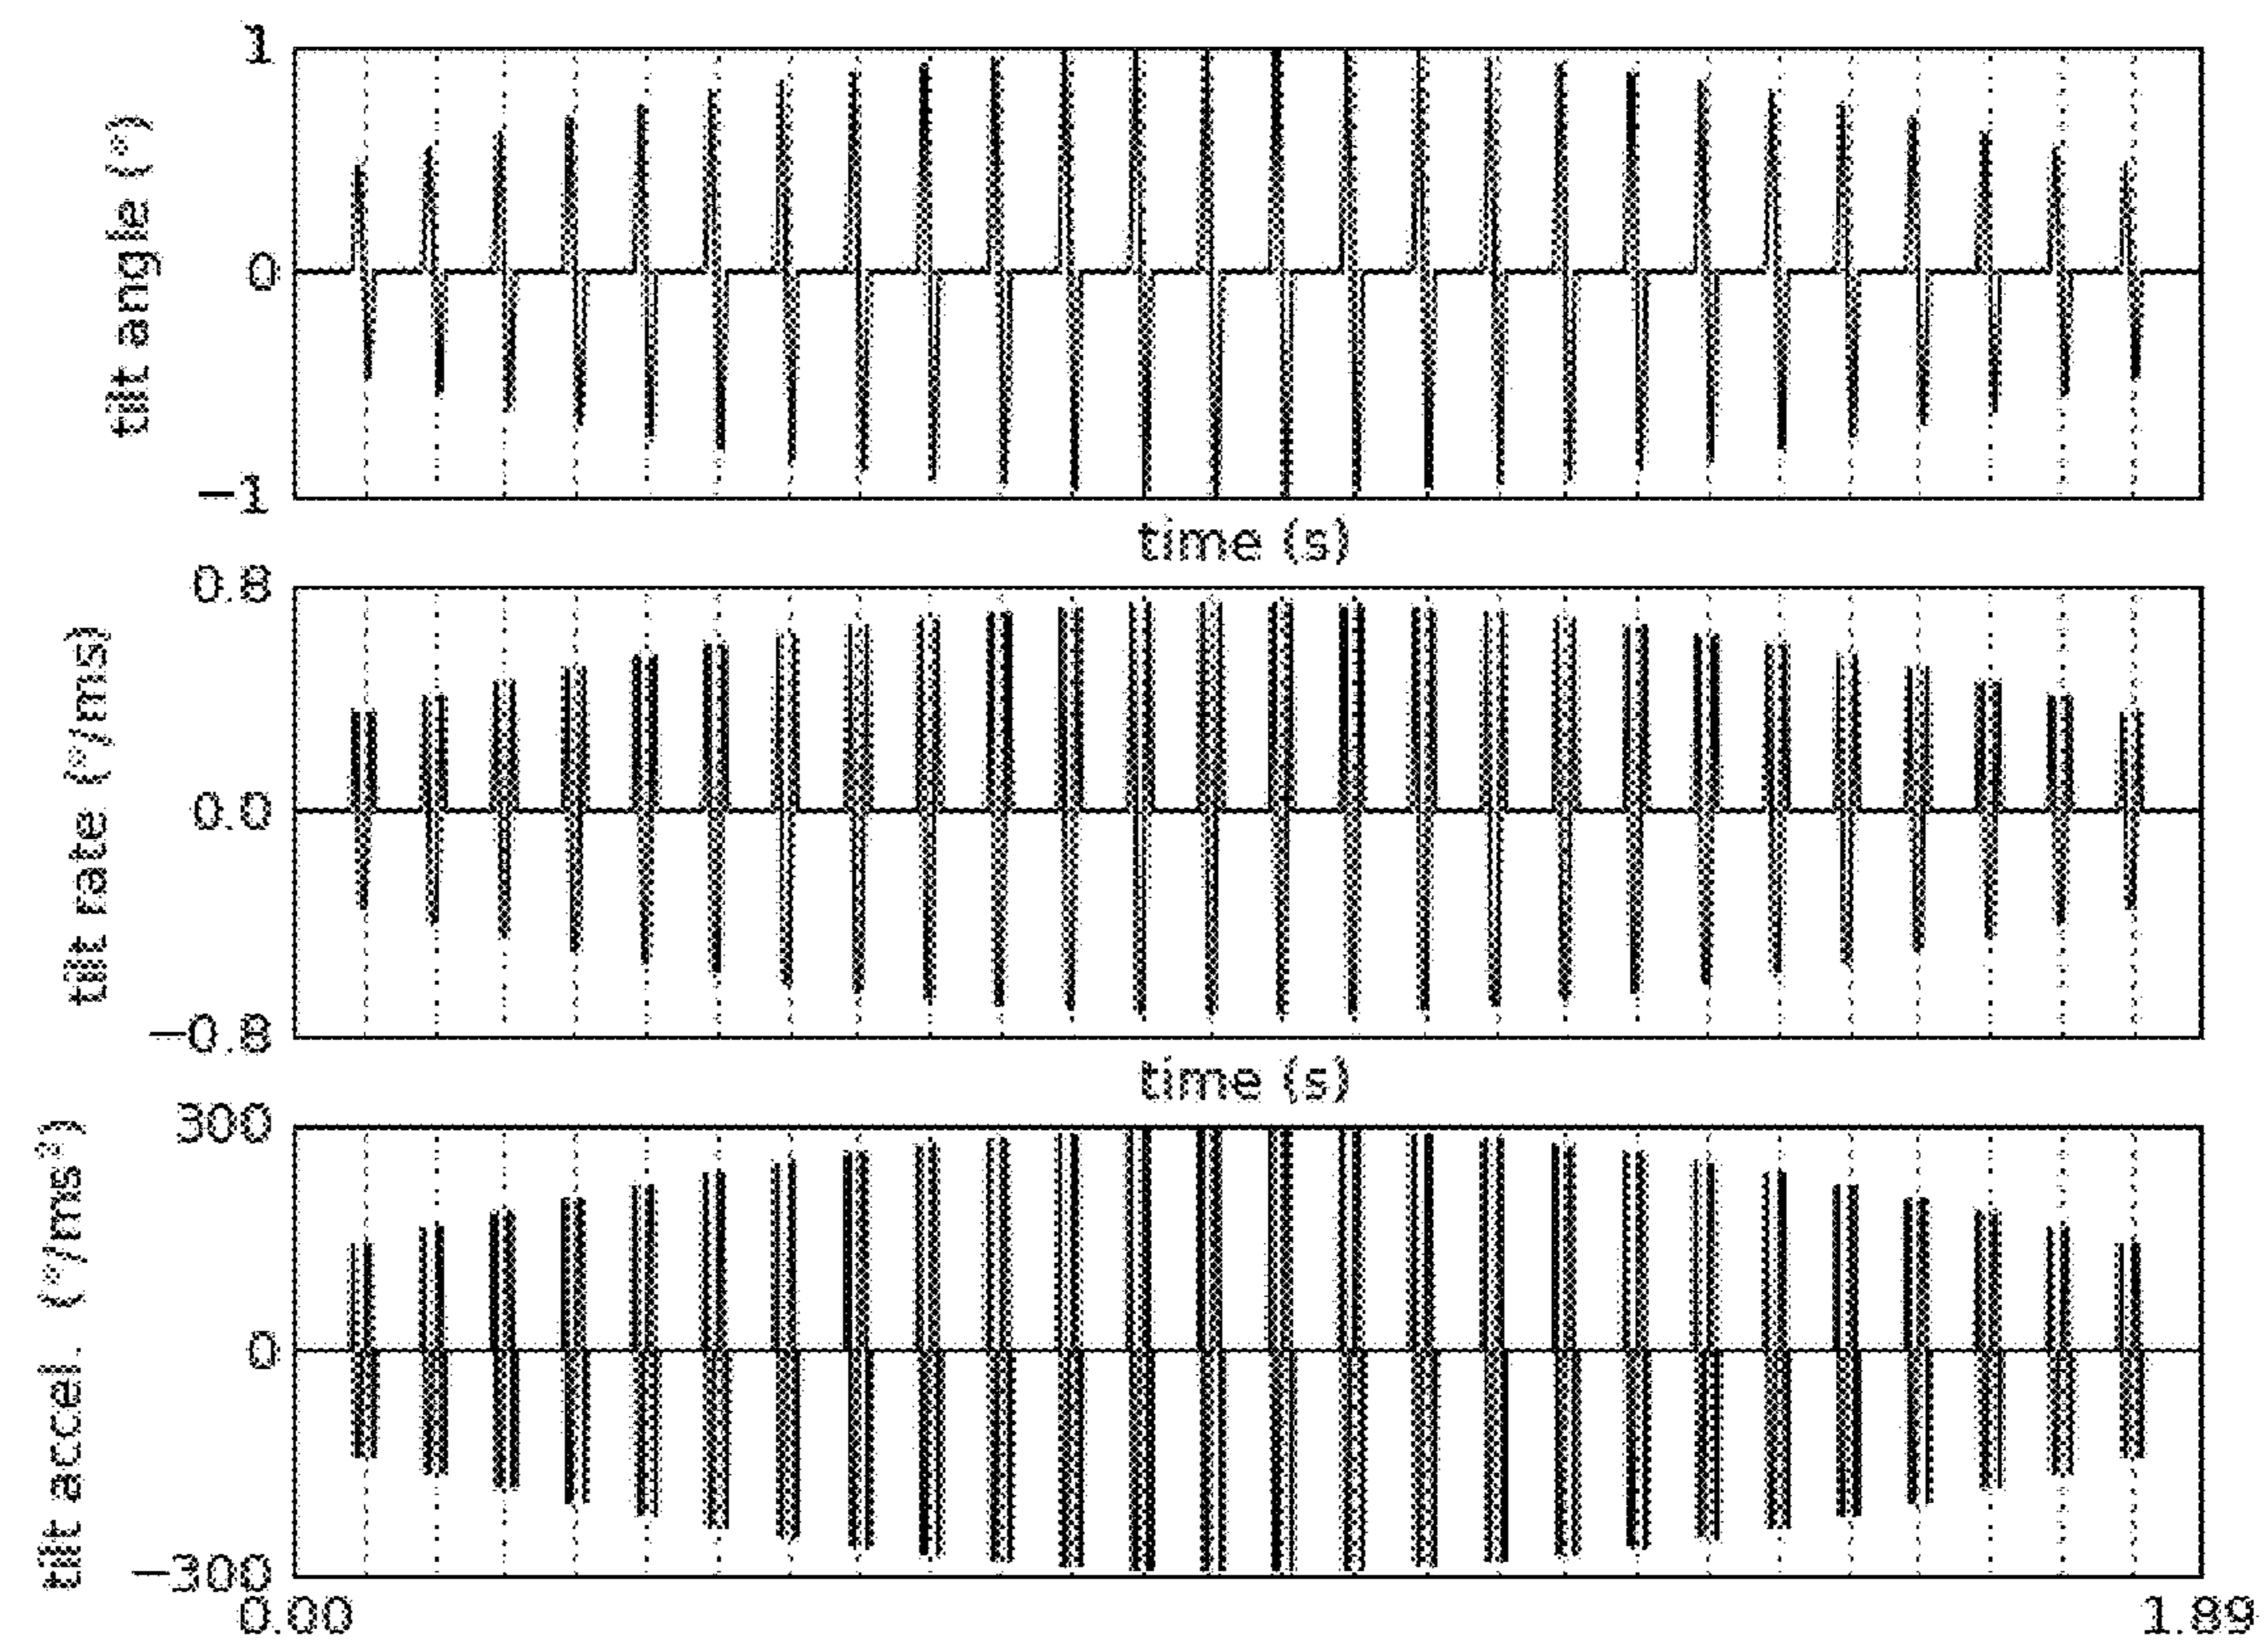 1
tilt angle (°)
0
−1
time (s)
0.8
tilt rate (°/ms)
0.0
−0.8
time (s)
300
tilt accel. (°/ms²)
0
−300
0.00
1.89